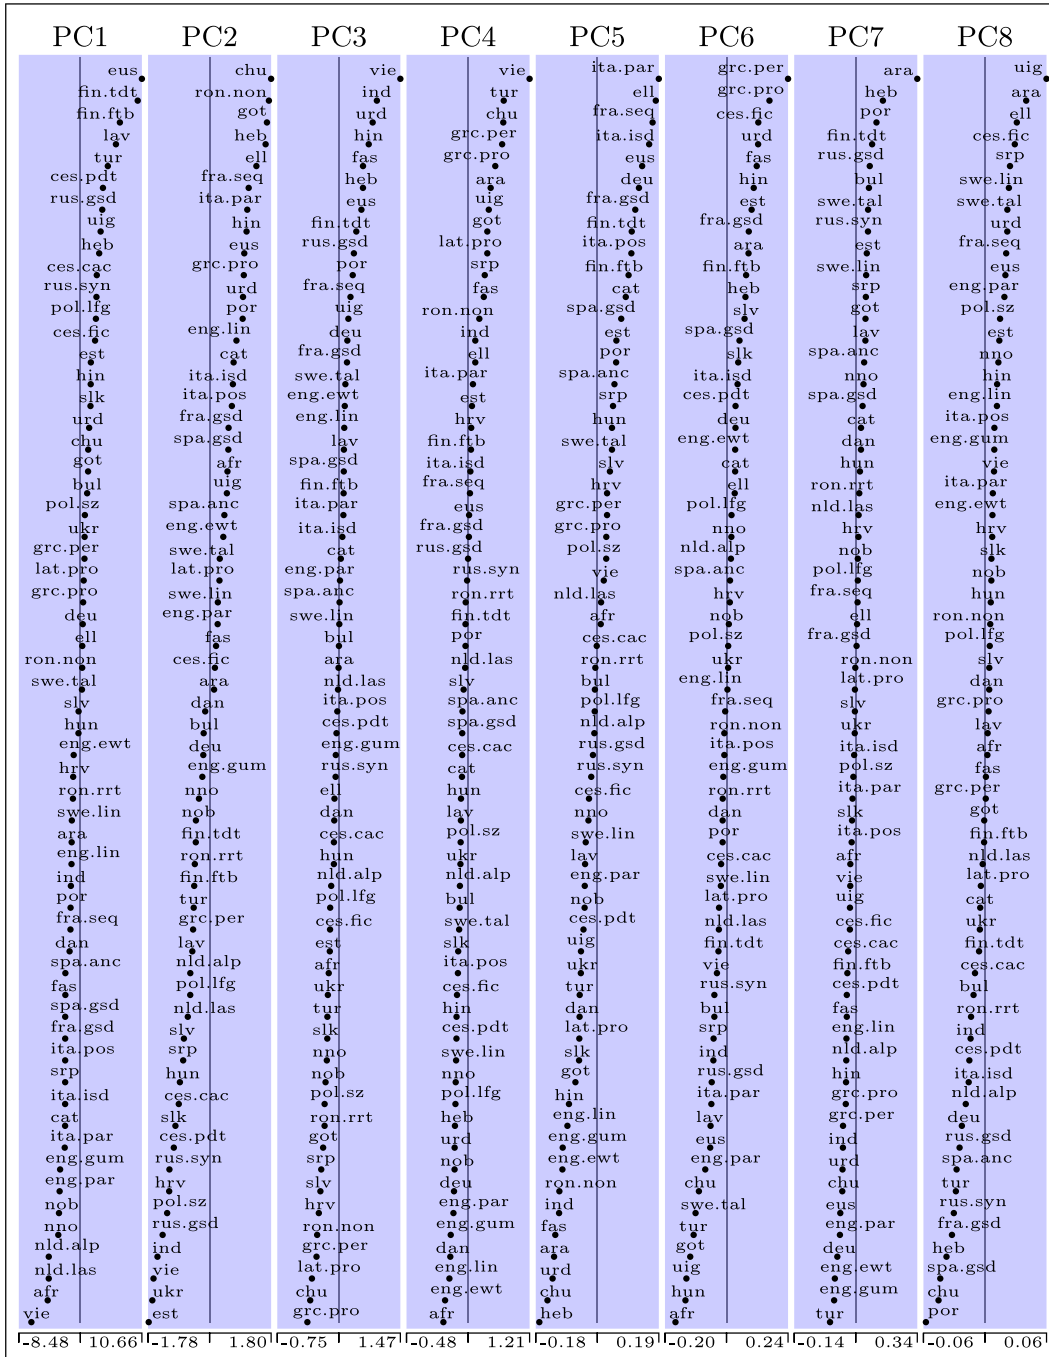 PC1
eus
fin.tdt
fin.ftb
lav
tur
ces.pdt
rus.gsd
uig
heb
ces.cac
rus.syn
pol.lfg
ces.fic
est
hin
slk
urd
chu
got
bul
pol.sz
ukr
grc.per
lat.pro
grc.pro
deu
ell
ron.non
swe.tal
slv
hun
eng.ewt
hrv
ron.rrt
swe.lin
ara
eng.lin
ind
por
fra.seq
dan
spa.anc
fas
spa.gsd
fra.gsd
ita.pos
srp
ita.isd
cat
ita.par
eng.gum
eng.par
nob
nno
nld.alp
nld.las
afr
vie
-8.48 10.66
PC2
chu
ron.non
got
heb
ell
fra.seq
ita.par
hin
eus
grc.pro
urd
por
eng.lin
cat
ita.isd
ita.pos
fra.gsd
spa.gsd
afr
uig
spa.anc
eng.ewt
swe.tal
lat.pro
swe.lin
eng.par
fas
ces.fic
ara
dan
bul
deu
eng.gum
nno
nob
fin.tdt
ron.rrt
fin.ftb
tur
grc.per
lav
nld.alp
pol.lfg
nld.las
slv
srp
hun
ces.cac
slk
ces.pdt
rus.syn
hrv
pol.sz
rus.gsd
ind
vie
ukr
est
-1.78 1.80
PC3
vie
ind
urd
hin
fas
heb
eus
fin.tdt
rus.gsd
por
fra.seq
uig
deu
fra.gsd
swe.tal
eng.ewt
eng.lin
lav
spa.gsd
fin.ftb
ita.par
ita.isd
cat
eng.par
spa.anc
swe.lin
bul
ara
nld.las
ita.pos
ces.pdt
eng.gum
rus.syn
ell
dan
ces.cac
hun
nld.alp
pol.lfg
ces.fic
est
afr
ukr
tur
slk
nno
nob
pol.sz
ron.rrt
got
srp
slv
hrv
ron.non
grc.per
lat.pro
chu
grc.pro
-0.75 1.47
PC4
vie
tur
chu
grc.per
grc.pro
ara
uig
got
lat.pro
srp
fas
ron.non
ind
ell
ita.par
est
hrv
fin.ftb
ita.isd
fra.seq
eus
fra.gsd
rus.gsd
rus.syn
ron.rrt
fin.tdt
por
nld.las
slv
spa.anc
spa.gsd
ces.cac
cat
hun
lav
pol.sz
ukr
nld.alp
bul
swe.tal
slk
ita.pos
ces.fic
hin
ces.pdt
swe.lin
nno
pol.lfg
heb
urd
nob
deu
eng.par
eng.gum
dan
eng.lin
eng.ewt
afr
-0.48 1.21
PC5
ita.par
ell
fra.seq
ita.isd
eus
deu
fra.gsd
fin.tdt
ita.pos
fin.ftb
cat
spa.gsd
est
por
spa.anc
srp
hun
swe.tal
slv
hrv
grc.per
grc.pro
pol.sz
vie
nld.las
afr
ces.cac
ron.rrt
bul
pol.lfg
nld.alp
rus.gsd
rus.syn
ces.fic
nno
swe.lin
lav
eng.par
nob
ces.pdt
uig
ukr
tur
dan
lat.pro
slk
got
hin
eng.lin
eng.gum
eng.ewt
ron.non
ind
fas
ara
urd
chu
heb
-0.18 0.19
PC6
grc.per
grc.pro
ces.fic
urd
fas
hin
est
fra.gsd
ara
fin.ftb
heb
slv
spa.gsd
slk
ita.isd
ces.pdt
deu
eng.ewt
cat
ell
pol.lfg
nno
nld.alp
spa.anc
hrv
nob
pol.sz
ukr
eng.lin
fra.seq
ron.non
ita.pos
eng.gum
ron.rrt
dan
por
ces.cac
swe.lin
lat.pro
nld.las
fin.tdt
vie
rus.syn
bul
srp
ind
rus.gsd
ita.par
lav
eus
eng.par
chu
swe.tal
tur
got
uig
hun
afr
-0.20 0.24
PC7
ara
heb
por
fin.tdt
rus.gsd
bul
swe.tal
rus.syn
est
swe.lin
srp
got
lav
spa.anc
nno
spa.gsd
cat
dan
hun
ron.rrt
nld.las
hrv
nob
pol.lfg
fra.seq
ell
fra.gsd
ron.non
lat.pro
slv
ukr
ita.isd
pol.sz
ita.par
slk
ita.pos
afr
vie
uig
ces.fic
ces.cac
fin.ftb
ces.pdt
fas
eng.lin
nld.alp
hin
grc.pro
grc.per
ind
urd
chu
eus
eng.par
deu
eng.ewt
eng.gum
tur
-0.14 0.34
PC8
uig
ara
ell
ces.fic
srp
swe.lin
swe.tal
urd
fra.seq
eus
eng.par
pol.sz
est
nno
hin
eng.lin
ita.pos
eng.gum
vie
ita.par
eng.ewt
hrv
slk
nob
hun
ron.non
pol.lfg
slv
dan
grc.pro
lav
afr
fas
grc.per
got
fin.ftb
nld.las
lat.pro
cat
ukr
fin.tdt
ces.cac
bul
ron.rrt
ind
ces.pdt
ita.isd
nld.alp
deu
rus.gsd
spa.anc
tur
rus.syn
fra.gsd
heb
spa.gsd
chu
por
-0.06 0.06